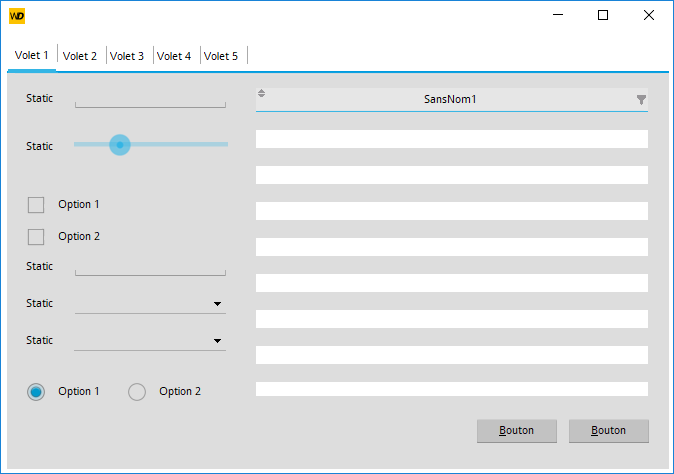 WD
Volet 1 Volet 2 Volet 3 Volet 4 Volet 5
Static
SansNom1
Static
Option 1
Option 2
Static
Static
Static
Option 1 Option 2
Bouton Bouton